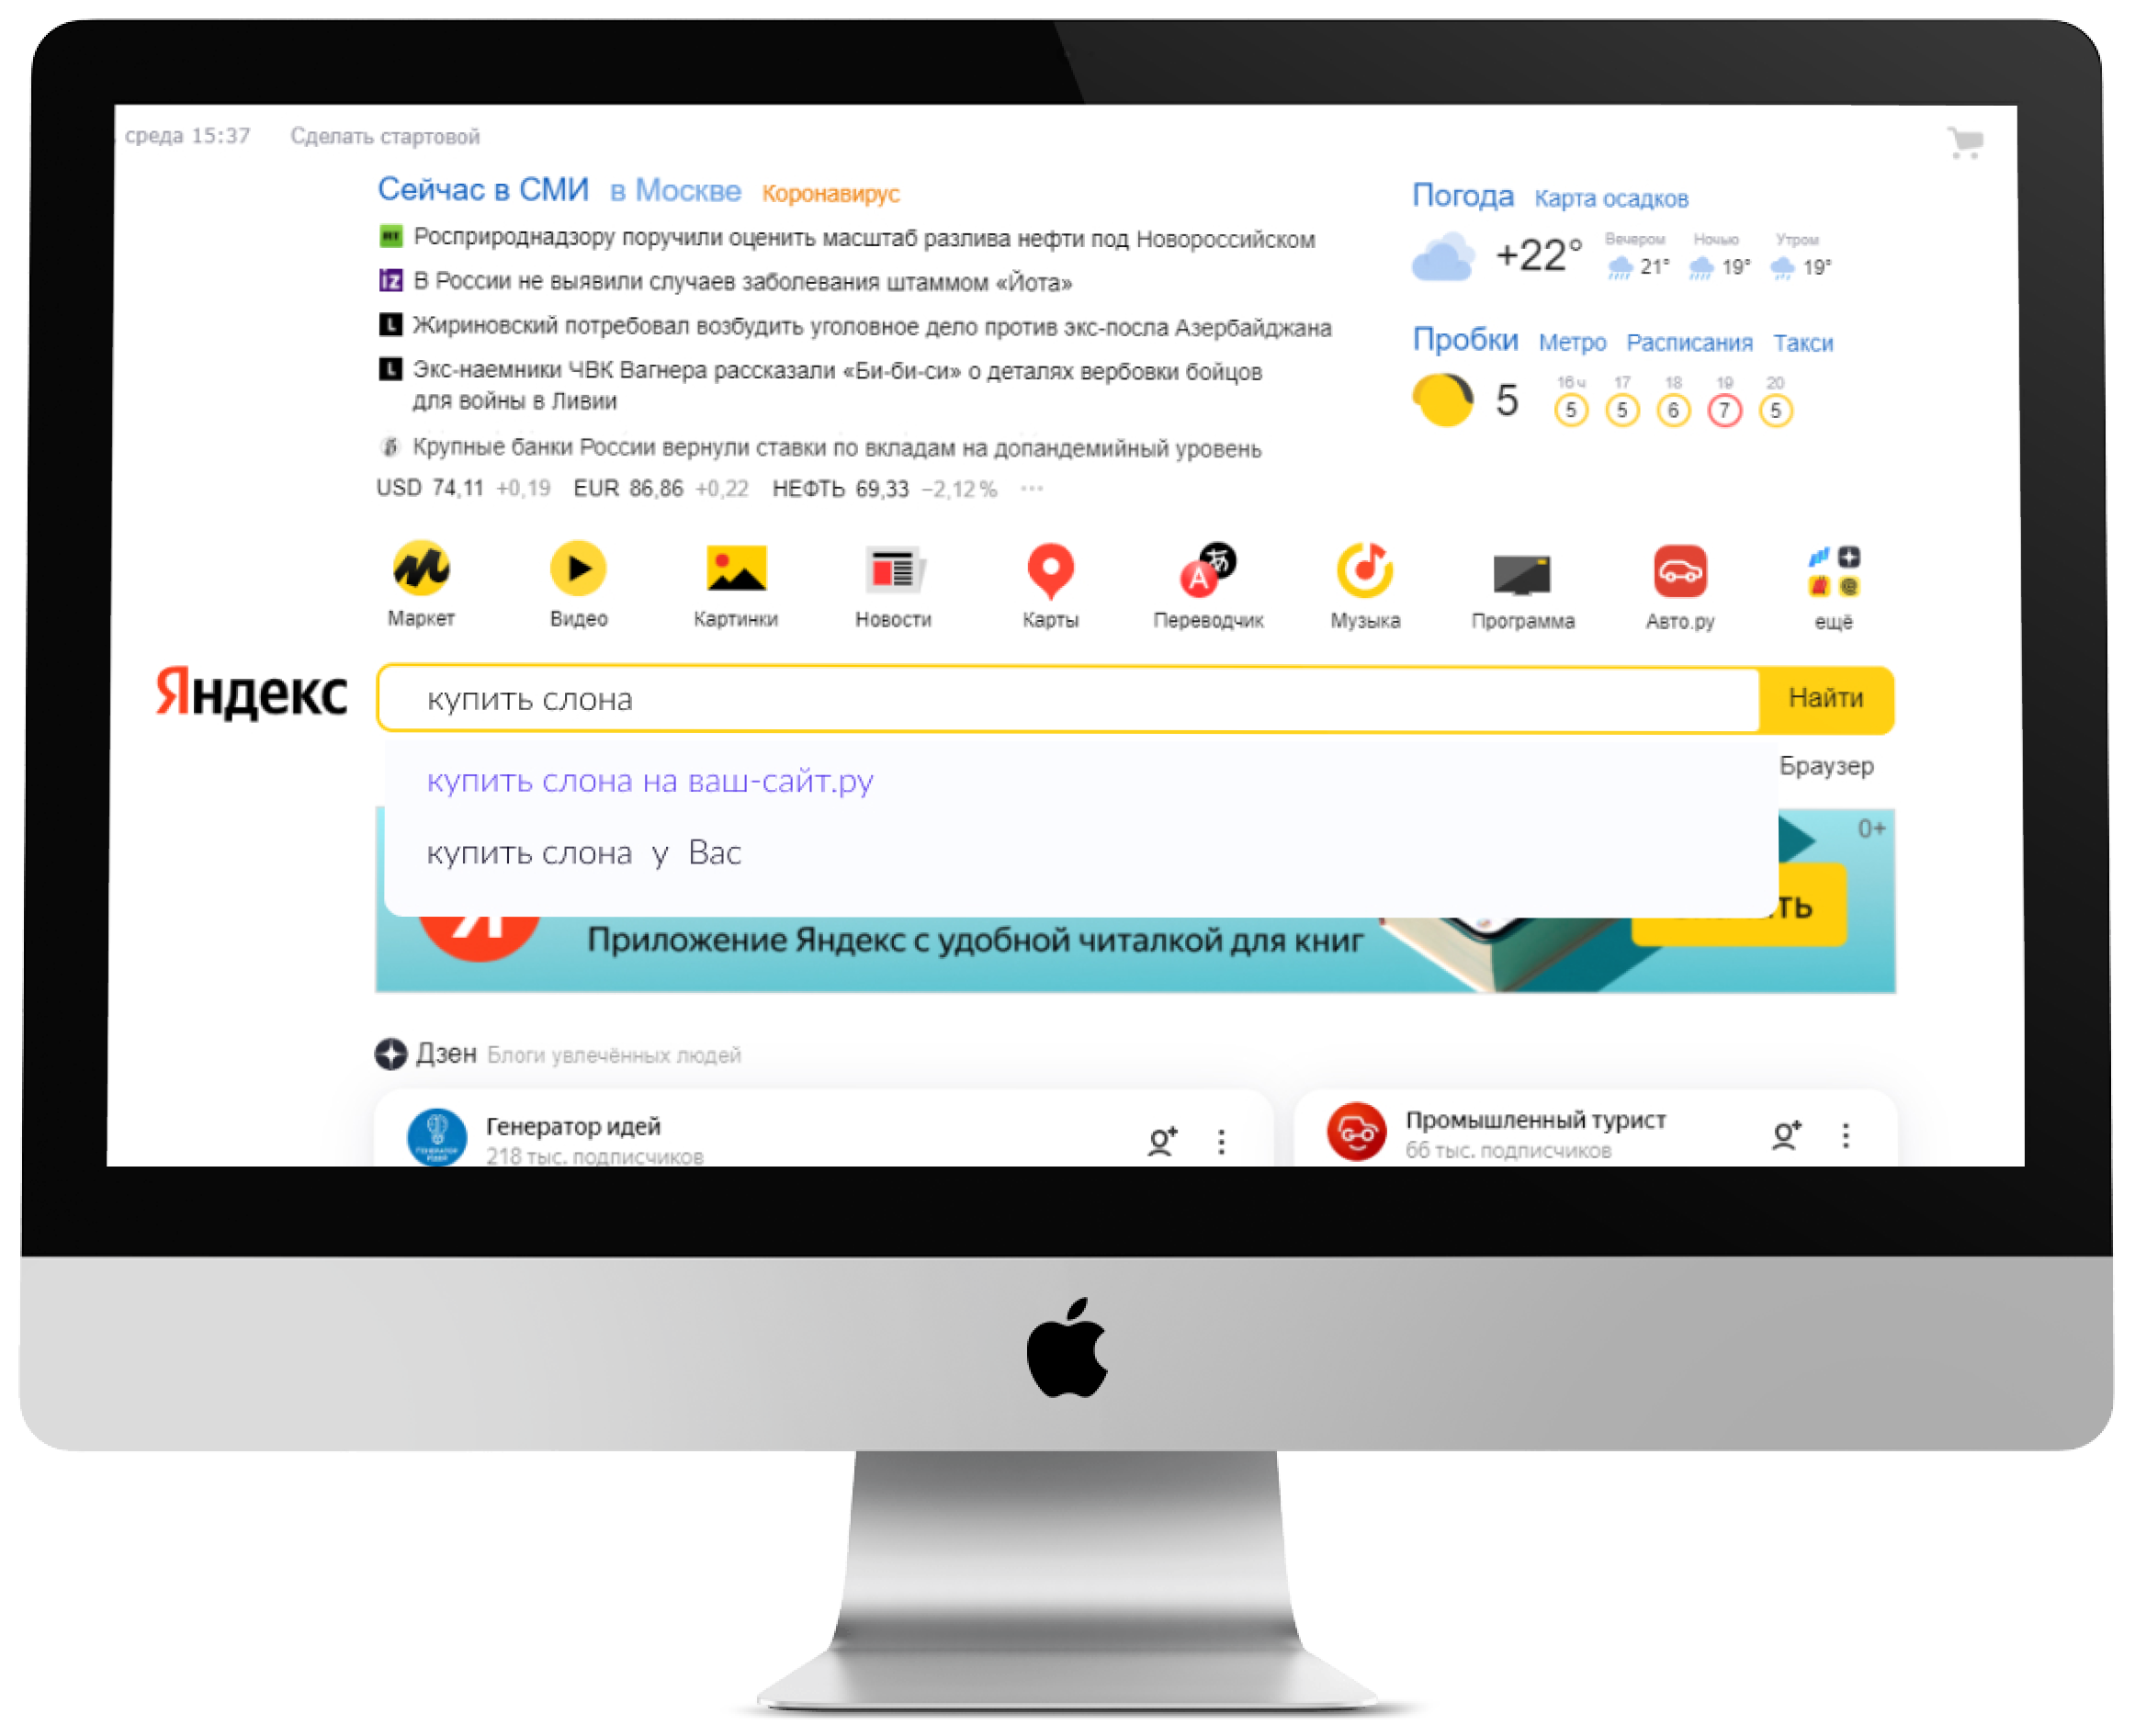 среда 15:37 Сделать стартовой
Сейчас в СМИ в Москве Коронавирус
RT Росприроднадзору поручили оценить масштаб разлива нефти под Новороссийском
iz В России не выявили случаев заболевания штаммом «Йота»
L Жириновский потребовал возбудить уголовное дело против экс-посла Азербайджана
L Экс-наемники ЧВК Вагнера рассказали «Би-би-си» о деталях вербовки бойцов
для войны в Ливии
Крупные банки России вернули ставки по вкладам на допандемийный уровень
USD 74,11 +0,19 EUR 86,86 +0,22 НЕФТЬ 69,33 −2,12 % ···
Погода Карта осадков
Вечером Ночью Утром
+22° 21° 19° 19°
Пробки Метро Расписания Такси
16 ч 17 18 19 20
5 5 5 6 7 5
Маркет Видео Картинки Новости Карты Переводчик Музыка Программа Авто.ру ещё
Яндекс купить слона Найти
купить слона на ваш-сайт.ру
Браузер
купить слона у Вас
0+
ть
Приложение Яндекс с удобной читалкой для книг
Дзен Блоги увлечённых людей
Генератор идей
218 тыс. подписчиков
Промышленный турист
66 тыс. подписчиков